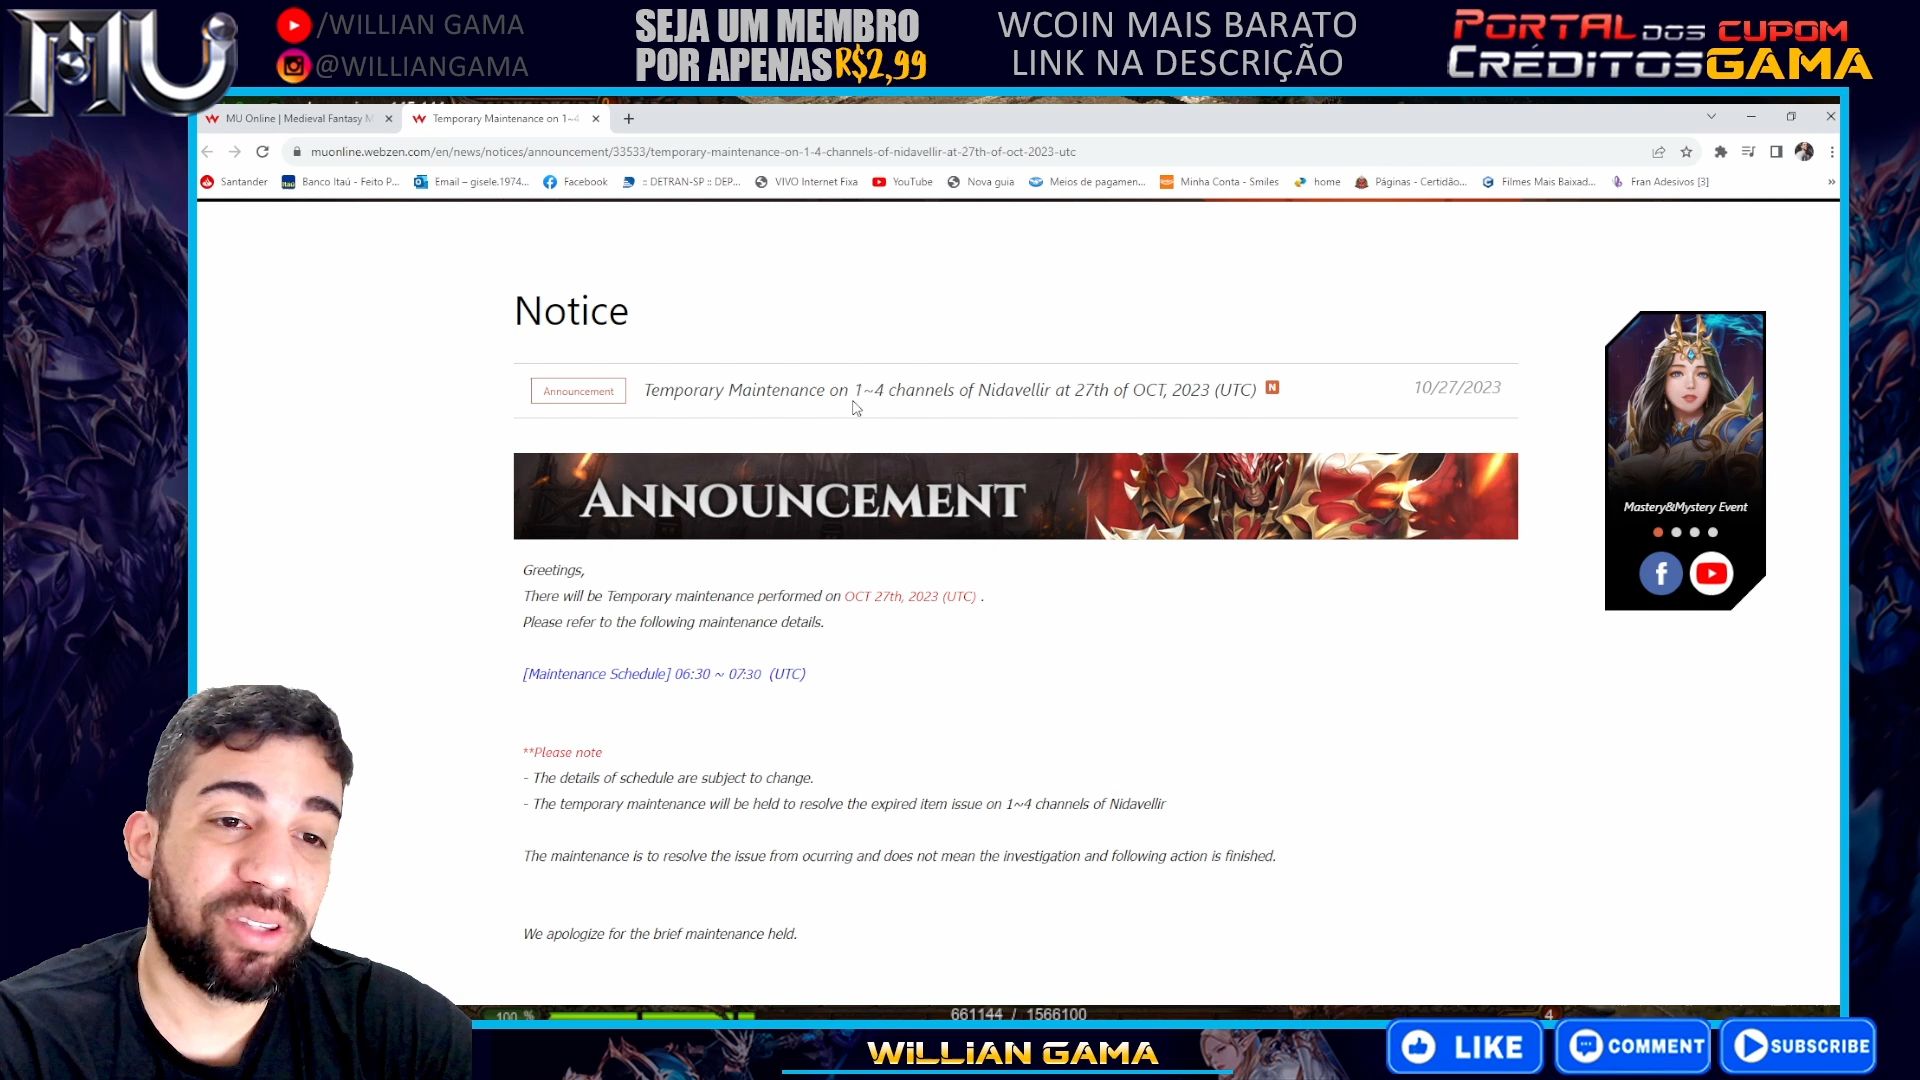 MU
/WILLIAN GAMA
@WILLIANGAMA
SEJA UM MEMBRO
POR APENAS R$2,99
WCOIN MAIS BARATO
LINK NA DESCRIÇÃO
PORTAL DOS CRÉDITOS
CUPOM GAMA
MU Online | Medieval Fantasy M
Temporary Maintenance on 1~4
muonline.webzen.com/en/news/notices/announcement/33533/temporary-maintenance-on-1-4-channels-of-nidavellir-at-27th-of-oct-2023-utc
Santander
Banco Itaú - Feito P...
Email – gisele.1974...
Facebook
:: DETRAN-SP :: DEP...
VIVO Internet Fixa
YouTube
Nova guia
Meios de pagamen...
Minha Conta - Smiles
home
Páginas - Certidão...
Filmes Mais Baixad...
Fran Adesivos [3]
»
Notice
Announcement
Temporary Maintenance on 1~4 channels of Nidavellir at 27th of OCT, 2023 (UTC) N
10/27/2023
ANNOUNCEMENT
Greetings,
There will be Temporary maintenance performed on OCT 27th, 2023 (UTC) .
Please refer to the following maintenance details.
[Maintenance Schedule] 06:30 ~ 07:30 (UTC)
**Please note
- The details of schedule are subject to change.
- The temporary maintenance will be held to resolve the expired item issue on 1~4 channels of Nidavellir
The maintenance is to resolve the issue from ocurring and does not mean the investigation and following action is finished.
We apologize for the brief maintenance held.
Mastery&Mystery Event
100 %
661144 / 1566100
4
WILLIAN GAMA
LIKE
COMMENT
SUBSCRIBE